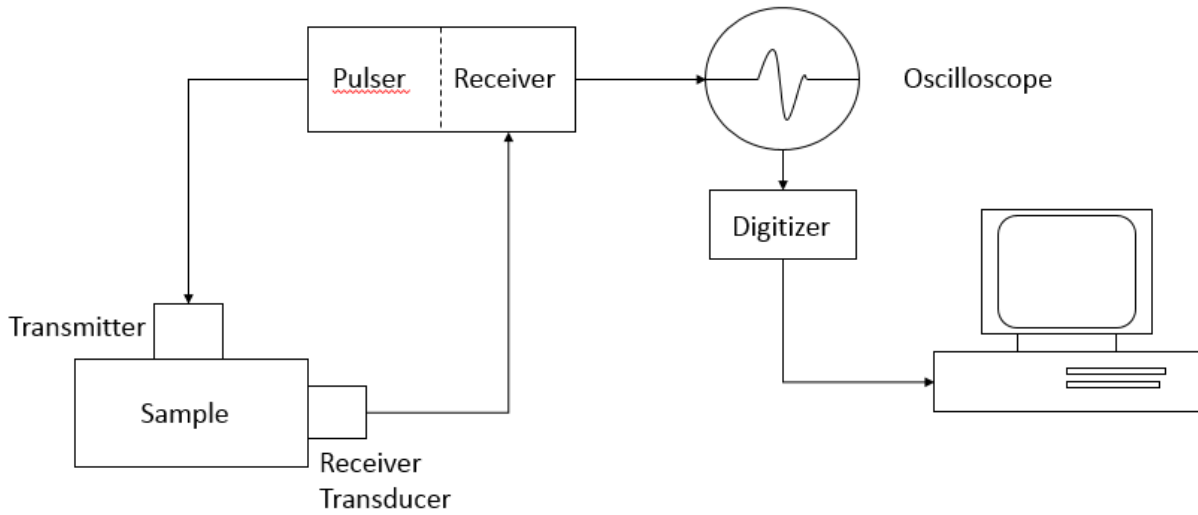 Pulser
Receiver
Oscilloscope
Digitizer
Transmitter
Sample
Receiver
Transducer